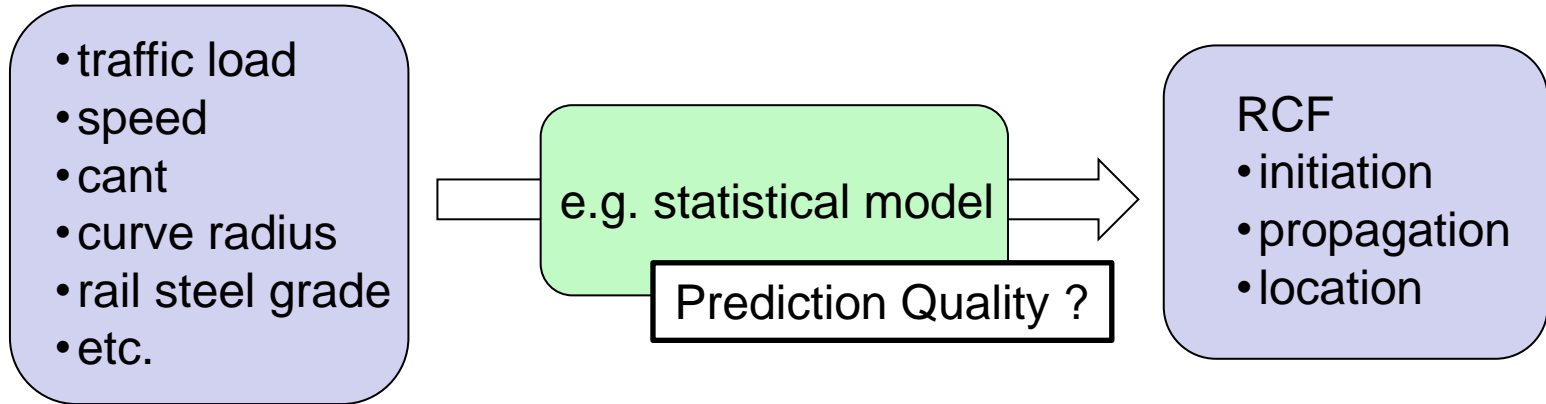 • traffic load
• speed
• cant
• curve radius
• rail steel grade
• etc.
e.g. statistical model
Prediction Quality ?
RCF
• initiation
• propagation
• location